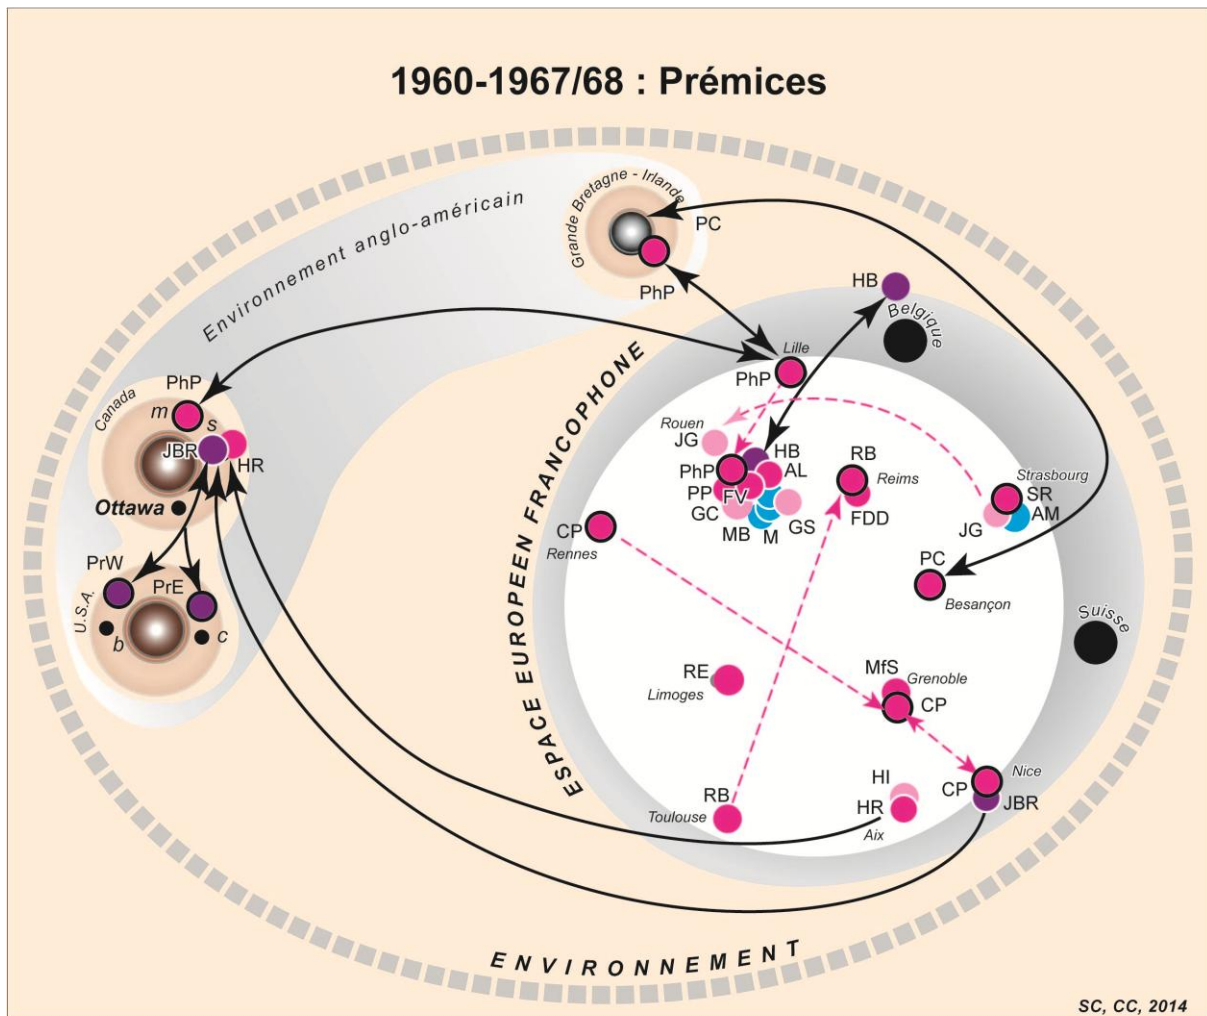 1960-1967/68 : Prémices
Grande Bretagne - Irlande
Environnement anglo-américain
PC
PhP
HB
Belgique
Lille
PhP
ESPACE EUROPEEN FRANCOPHONE
Canada
PhP
m
s
JBR
HR
Ottawa
Rouen
JG
HB
PhP
AL
PP
FV
GC
MB
M
GS
RB
Reims
FDD
Strasbourg
SR
JG
AM
CP
Rennes
PC
Besançon
PrW
PrE
U.S.A.
b
c
Suisse
RE
Limoges
MfS
Grenoble
CP
RB
Toulouse
HI
HR
Aix
Nice
CP
JBR
ENVIRONNEMENT
SC, CC, 2014